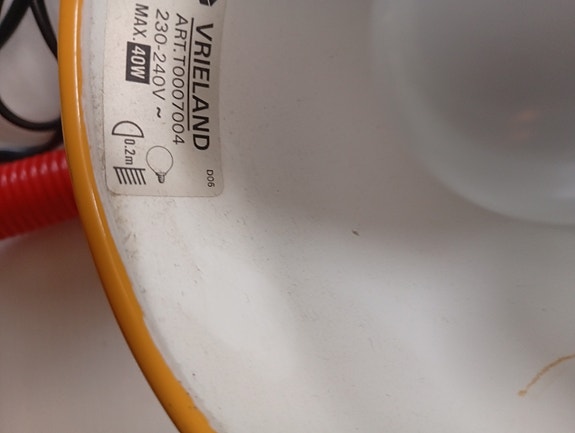 VRIELAND
ART.T0007004
230-240V ~
MAX. 40W
0.2m
D06